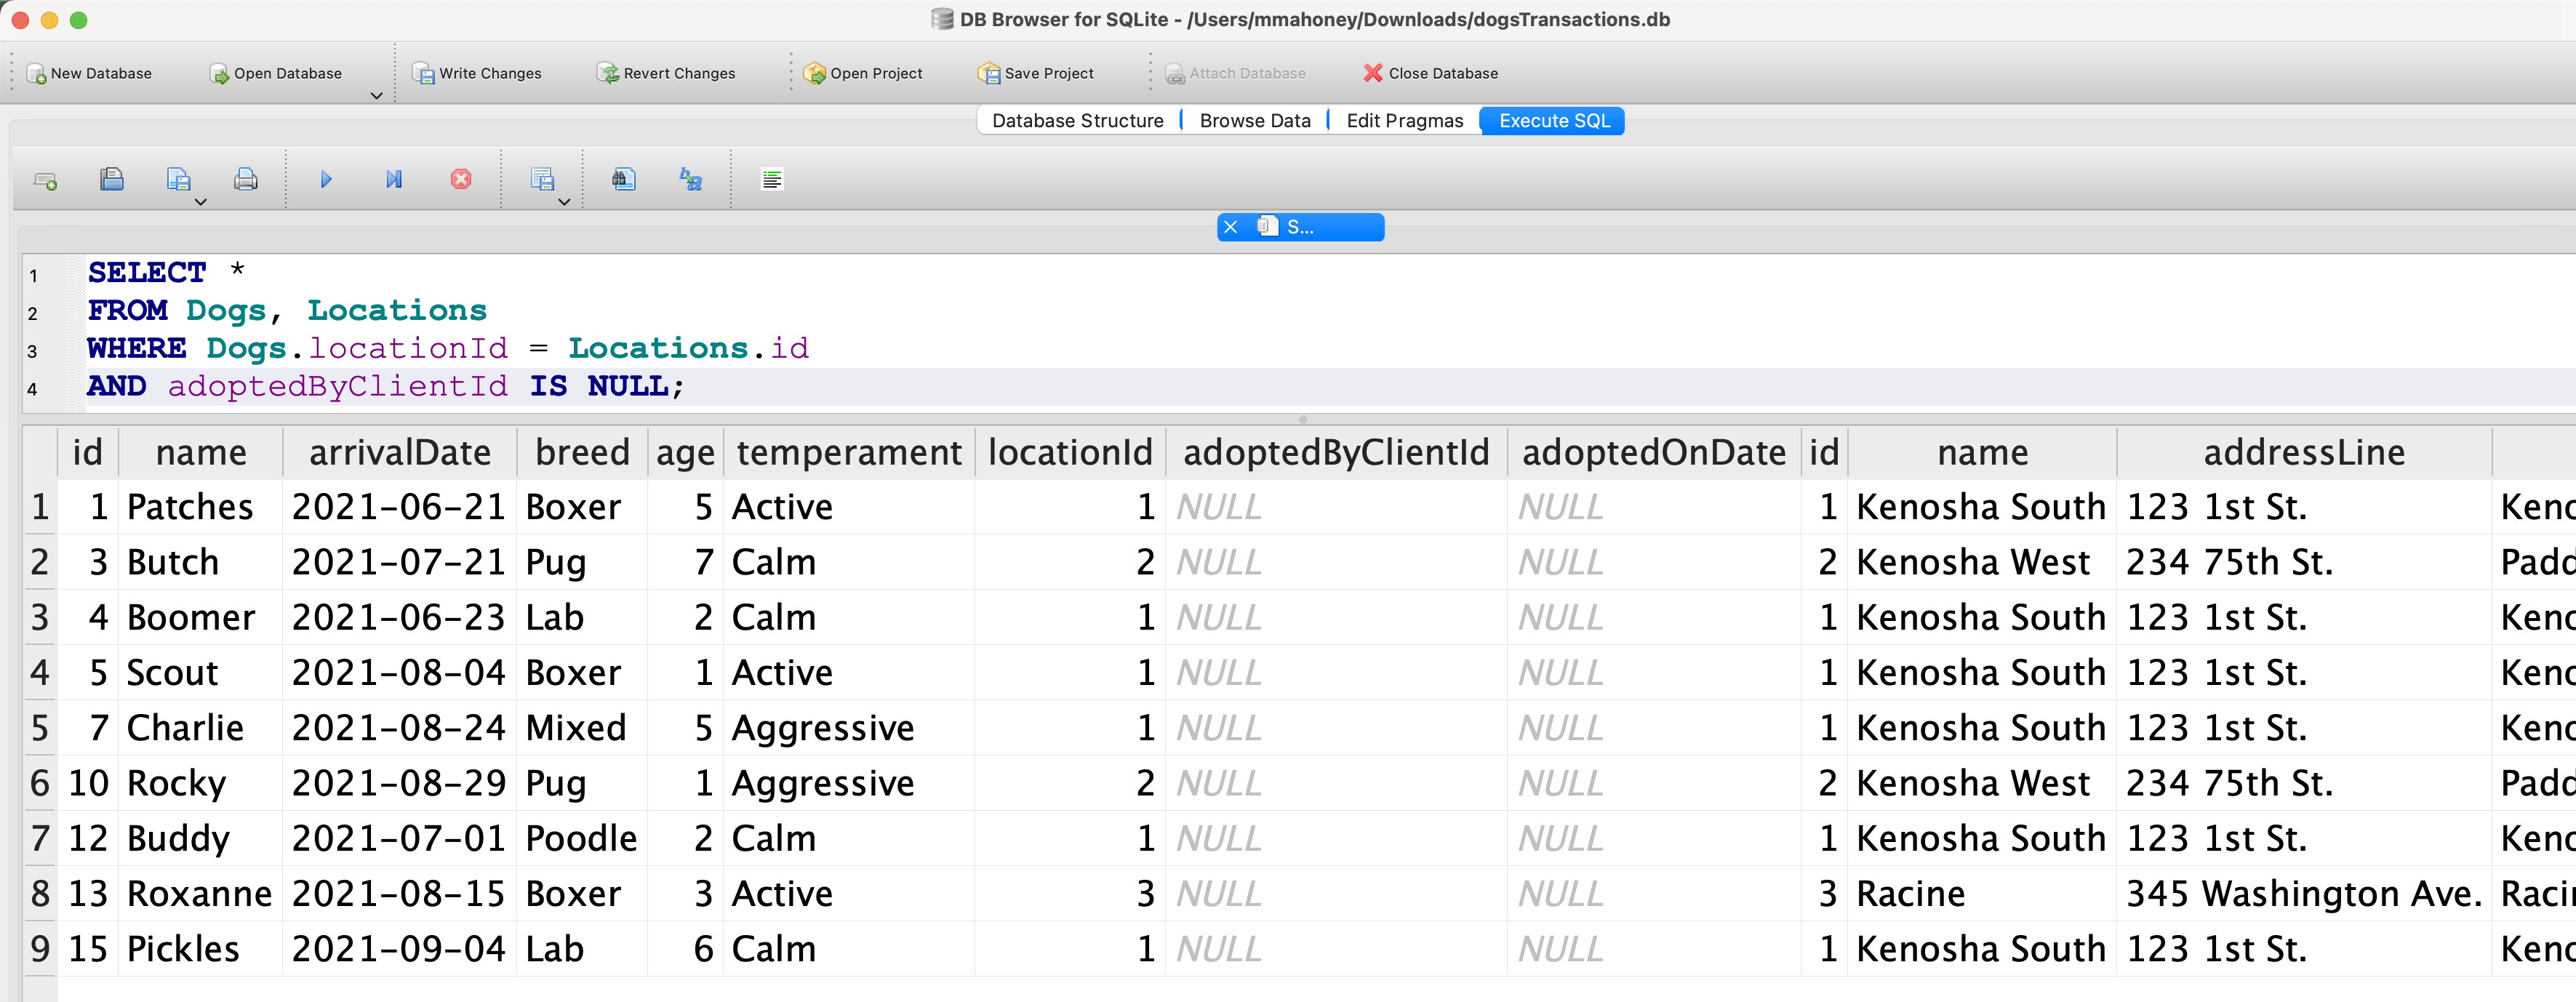 DB Browser for SQLite - /Users/mmahoney/Downloads/dogsTransactions.db
New Database Open Database Write Changes Revert Changes Open Project Save Project Attach Database Close Database
Database Structure Browse Data Edit Pragmas Execute SQL
S...
1 SELECT *
2 FROM Dogs, Locations
3 WHERE Dogs.locationId = Locations.id
4 AND adoptedByClientId IS NULL;
id name arrivalDate breed age temperament locationId adoptedByClientId adoptedOnDate id name addressLine
1 1 Patches 2021-06-21 Boxer 5 Active 1 NULL NULL 1 Kenosha South 123 1st St. Keno
2 3 Butch 2021-07-21 Pug 7 Calm 2 NULL NULL 2 Kenosha West 234 75th St. Padd
3 4 Boomer 2021-06-23 Lab 2 Calm 1 NULL NULL 1 Kenosha South 123 1st St. Keno
4 5 Scout 2021-08-04 Boxer 1 Active 1 NULL NULL 1 Kenosha South 123 1st St. Keno
5 7 Charlie 2021-08-24 Mixed 5 Aggressive 1 NULL NULL 1 Kenosha South 123 1st St. Keno
6 10 Rocky 2021-08-29 Pug 1 Aggressive 2 NULL NULL 2 Kenosha West 234 75th St. Padd
7 12 Buddy 2021-07-01 Poodle 2 Calm 1 NULL NULL 1 Kenosha South 123 1st St. Keno
8 13 Roxanne 2021-08-15 Boxer 3 Active 3 NULL NULL 3 Racine 345 Washington Ave. Racin
9 15 Pickles 2021-09-04 Lab 6 Calm 1 NULL NULL 1 Kenosha South 123 1st St. Keno